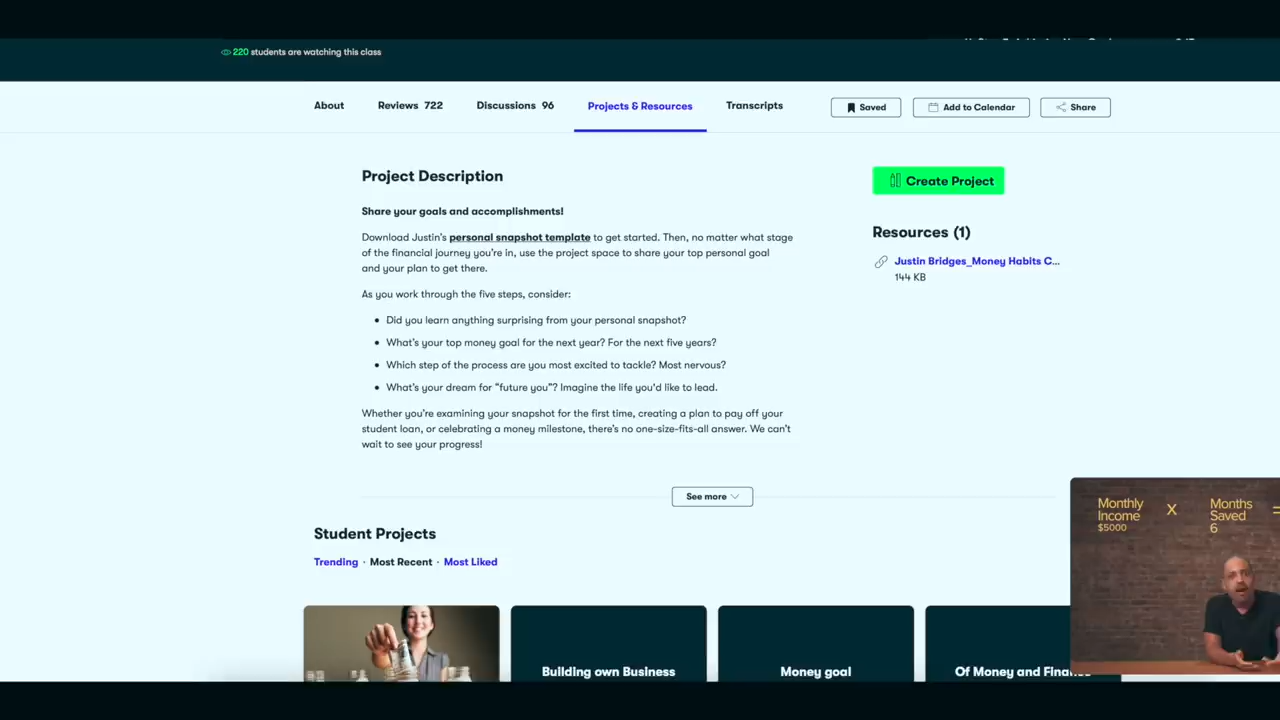 220 students are watching this class
About
Reviews 722
Discussions 96
Projects & Resources
Transcripts
Saved
Add to Calendar
Share
Project Description
Create Project
Share your goals and accomplishments!
Download Justin's personal snapshot template to get started. Then, no matter what stage
of the financial journey you're in, use the project space to share your top personal goal
and your plan to get there.
Resources (1)
Justin Bridges_Money Habits C...
144 KB
As you work through the five steps, consider:
• Did you learn anything surprising from your personal snapshot?
• What's your top money goal for the next year? For the next five years?
• Which step of the process are you most excited to tackle? Most nervous?
• What's your dream for “future you”? Imagine the life you'd like to lead.
Whether you're examining your snapshot for the first time, creating a plan to pay off your
student loan, or celebrating a money milestone, there's no one-size-fits-all answer. We can't
wait to see your progress!
See more
Student Projects
Trending · Most Recent · Most Liked
Building own Business
Money goal
Of Money and Finance
Monthly
Income
$5000
X
Months
Saved
6
=